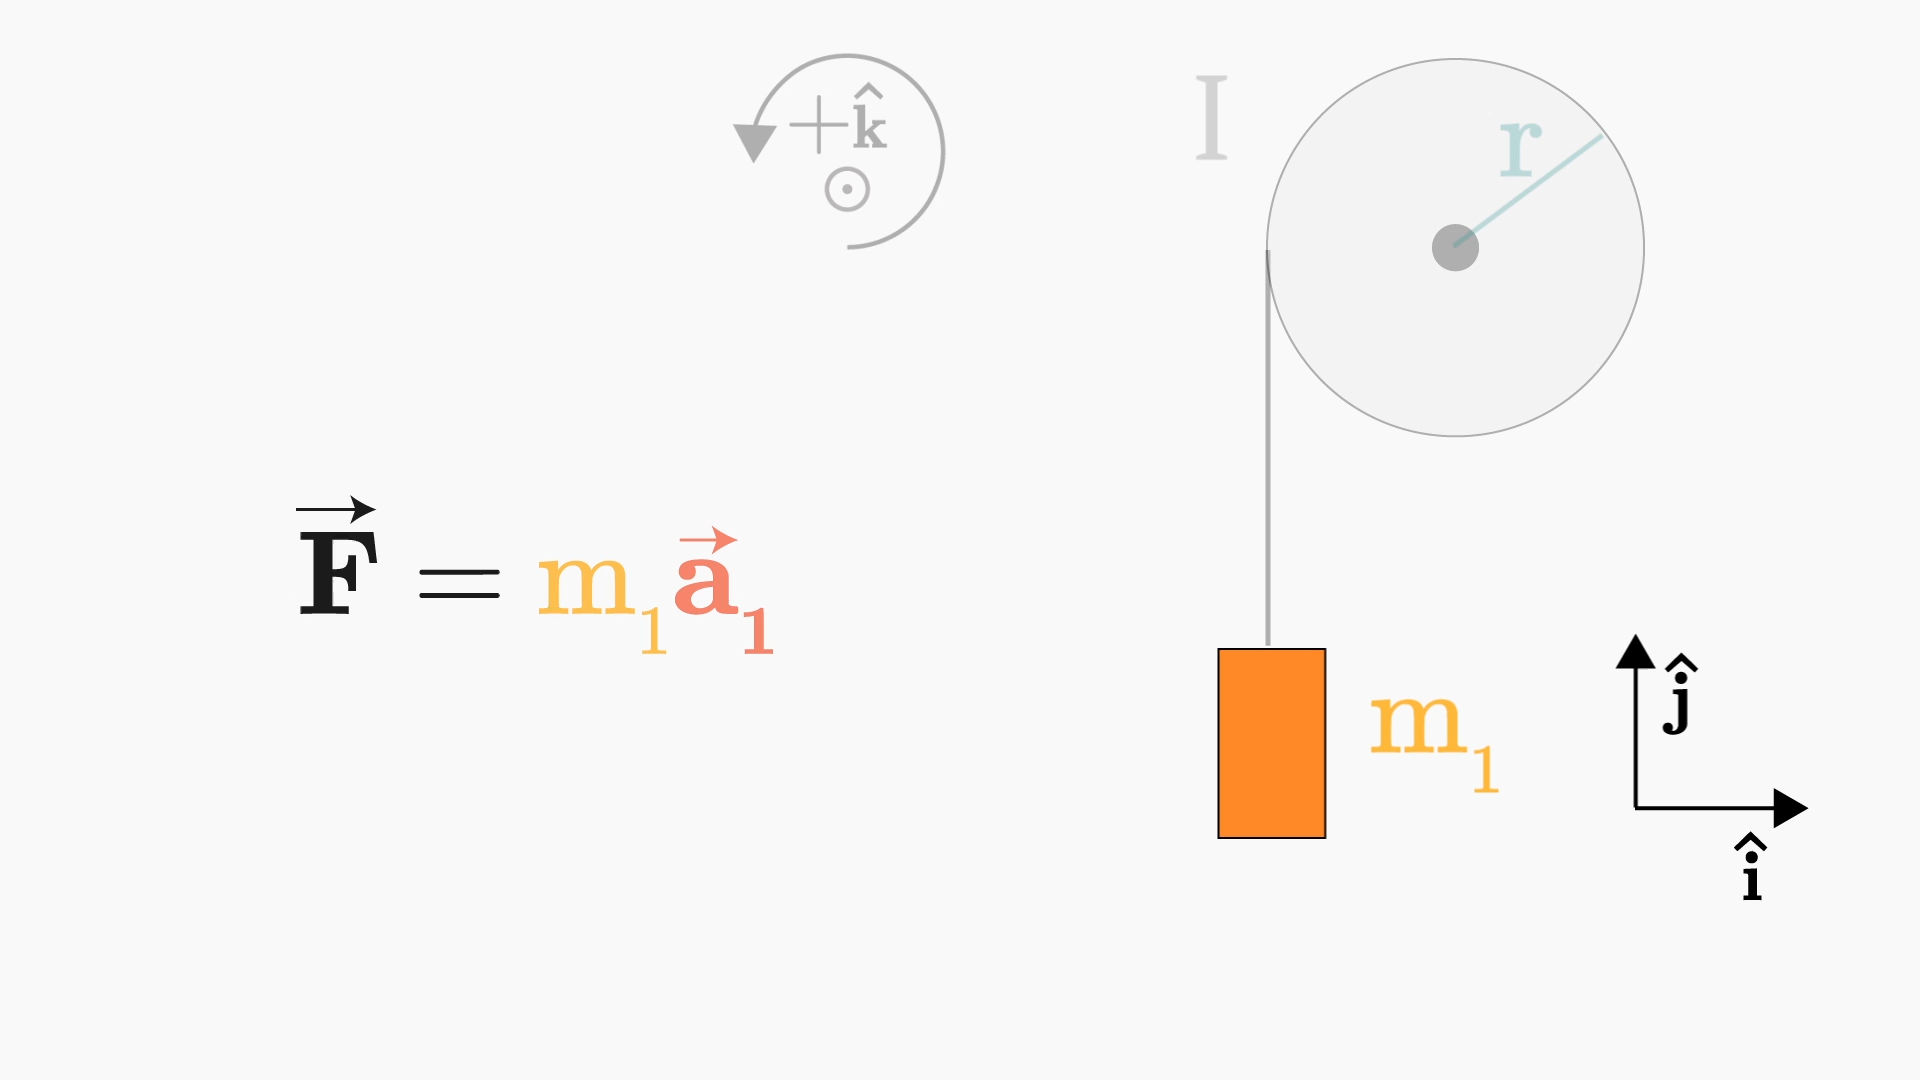 +k̂
I
r
F⃗ = m₁a⃗₁
m₁
ĵ
î